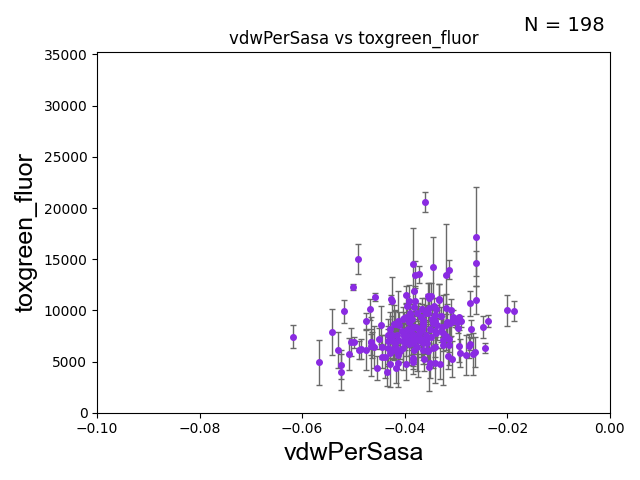 N = 198
vdwPerSasa vs toxgreen_fluor
35000
30000
25000
20000
15000
10000
5000
0
toxgreen_fluor
−0.10 −0.08 −0.06 −0.04 −0.02 0.00
vdwPerSasa